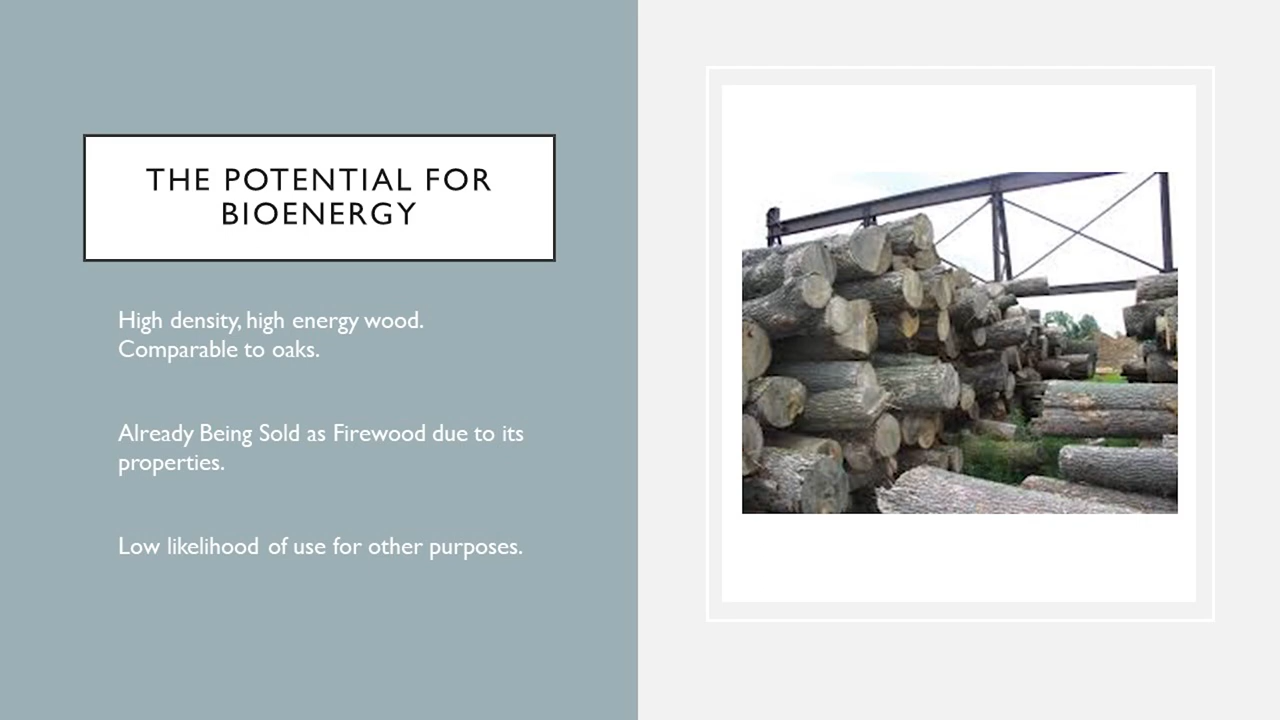 THE POTENTIAL FOR
BIOENERGY
High density, high energy wood.
Comparable to oaks.
Already Being Sold as Firewood due to its
properties.
Low likelihood of use for other purposes.